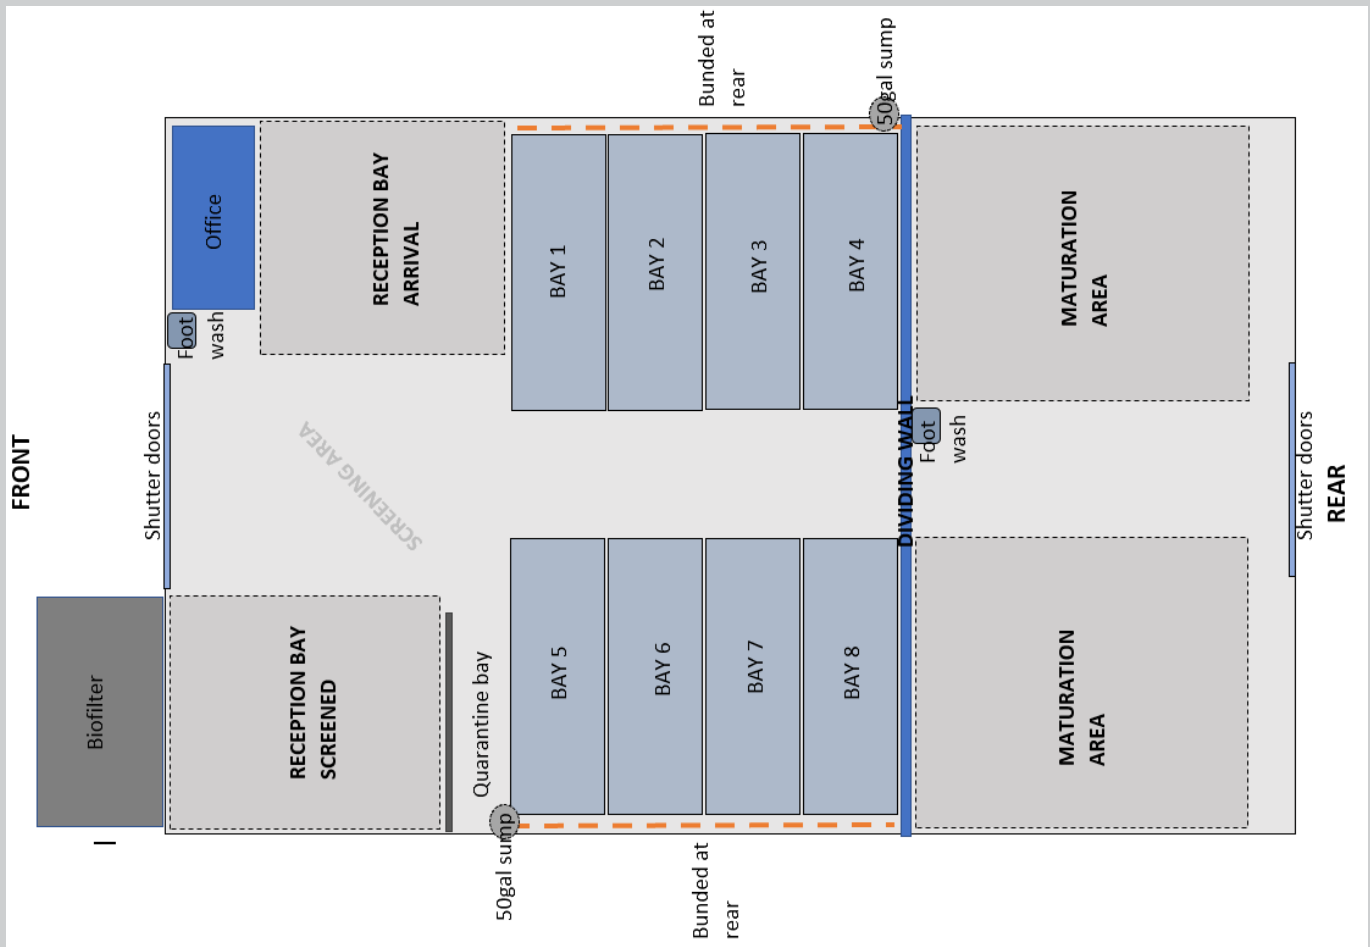 FRONT
Biofilter
Shutter doors
Foot
wash
Office
RECEPTION BAY
ARRIVAL
SCREENING AREA
RECEPTION BAY
SCREENED
Quarantine bay
50gal sump
BAY 1
BAY 2
BAY 3
BAY 4
BAY 5
BAY 6
BAY 7
BAY 8
Bunded at
rear
50gal sump
Bunded at
rear
DIVIDING WALL
Foot
wash
MATURATION
AREA
MATURATION
AREA
Shutter doors
REAR